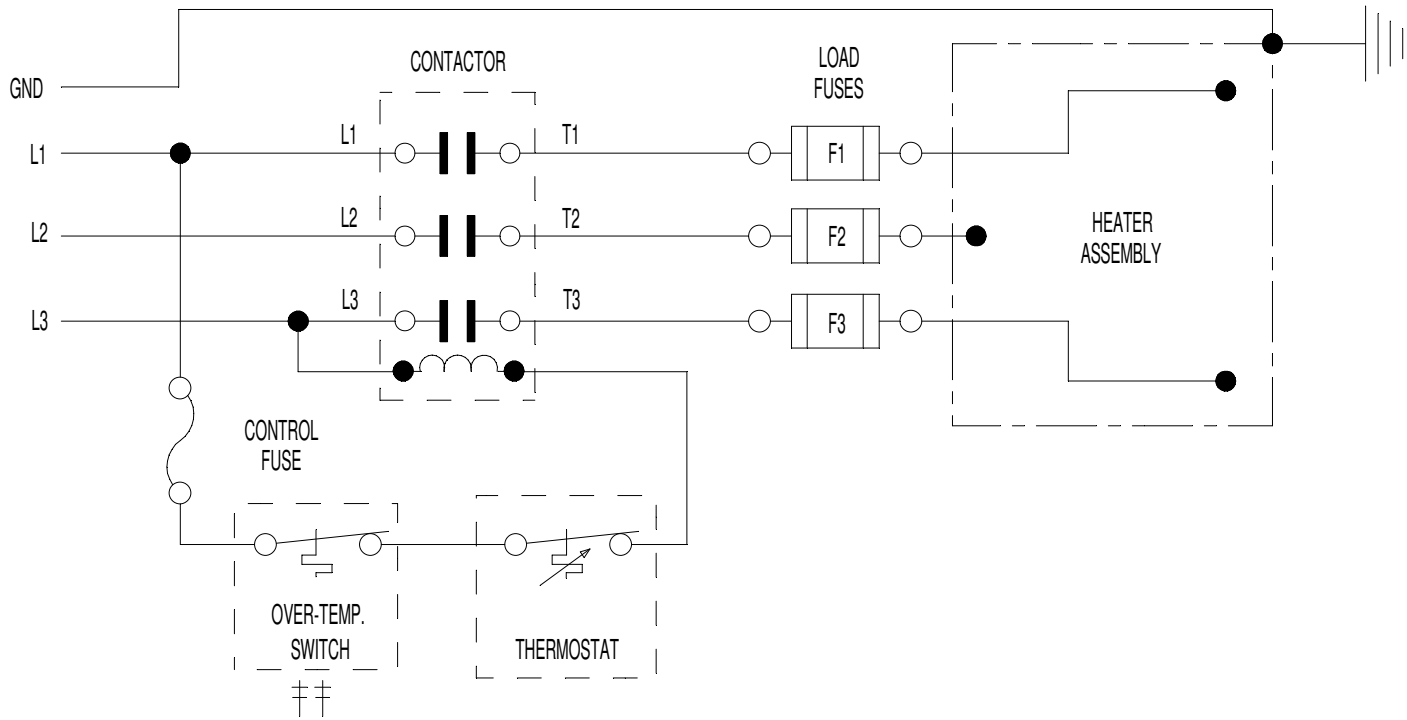 GND
CONTACTOR
LOAD
FUSES
L1
L1
T1
F1
L2
L2
T2
F2
HEATER
ASSEMBLY
L3
L3
T3
F3
CONTROL
FUSE
OVER-TEMP.
SWITCH
THERMOSTAT